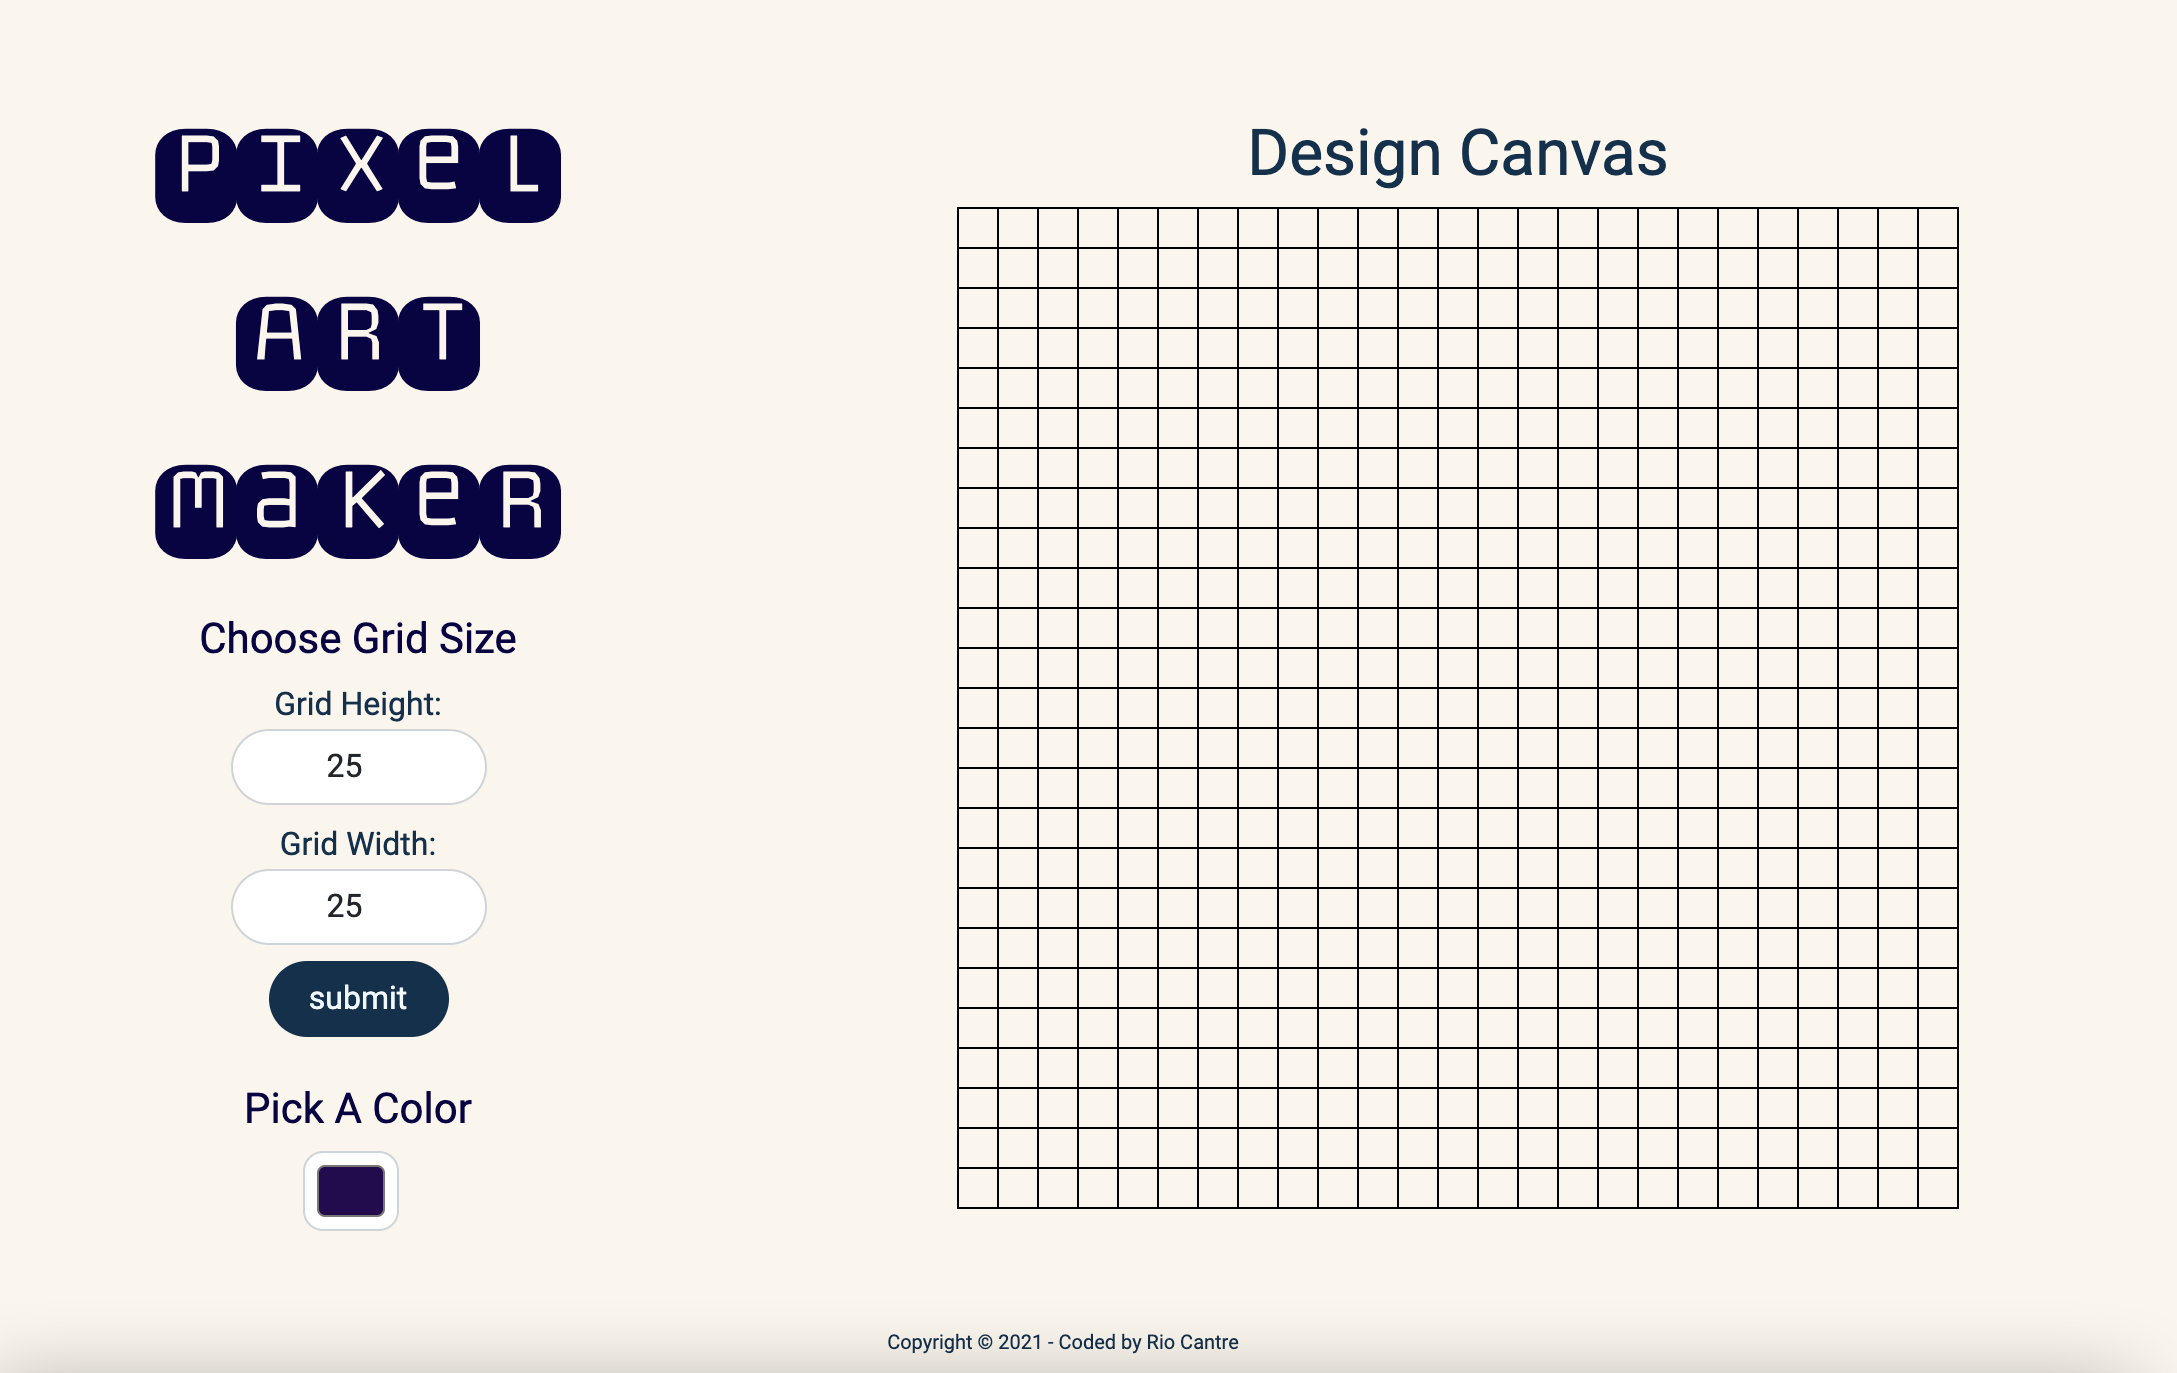 PIXeL
ART
maKeR
Choose Grid Size
Grid Height:
25
Grid Width:
25
submit
Pick A Color
Design Canvas
Copyright © 2021 - Coded by Rio Cantre